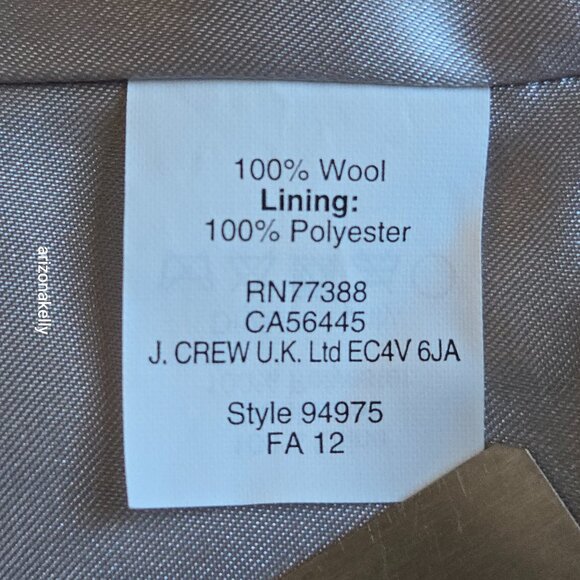 100% Wool
Lining:
100% Polyester
RN77388
CA56445
J. CREW U.K. Ltd EC4V 6JA
Style 94975
FA 12
arizonakelly